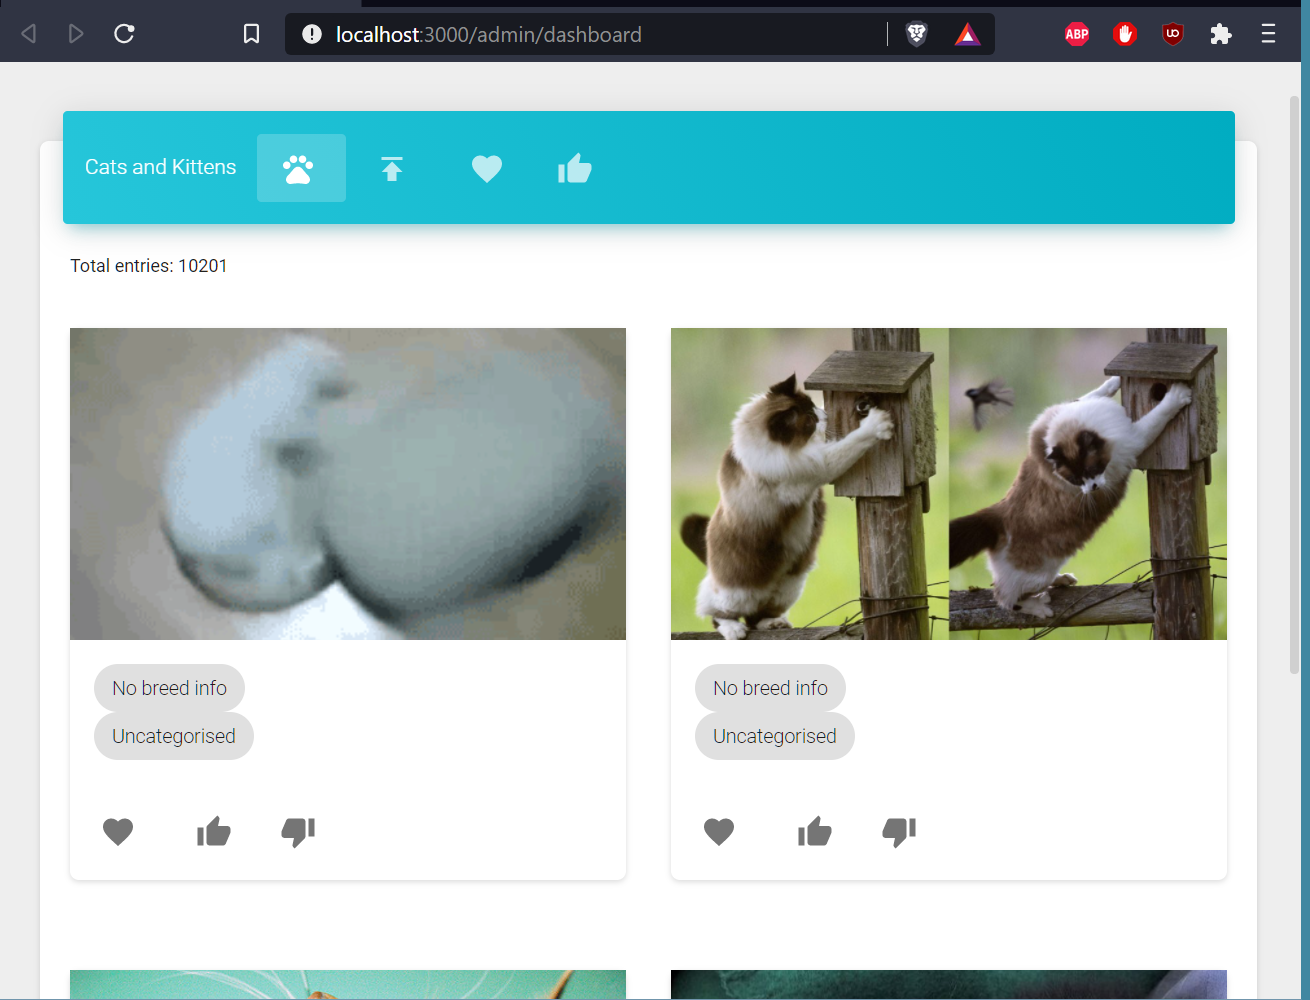 localhost:3000/admin/dashboard
ABP
UO
Cats and Kittens
Total entries: 10201
No breed info
Uncategorised
No breed info
Uncategorised